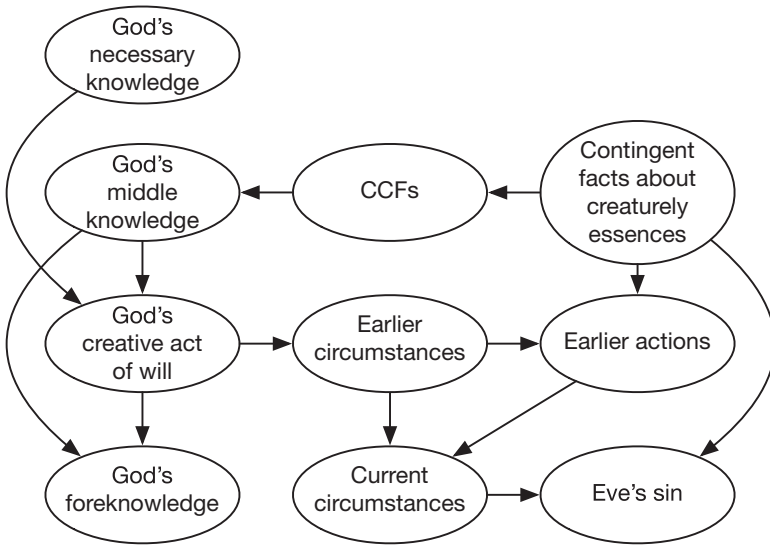 God's
necessary
knowledge
God's
middle
knowledge
CCFs
Contingent
facts about
creaturely
essences
God's
creative act
of will
Earlier
circumstances
Earlier actions
God's
foreknowledge
Current
circumstances
Eve's sin